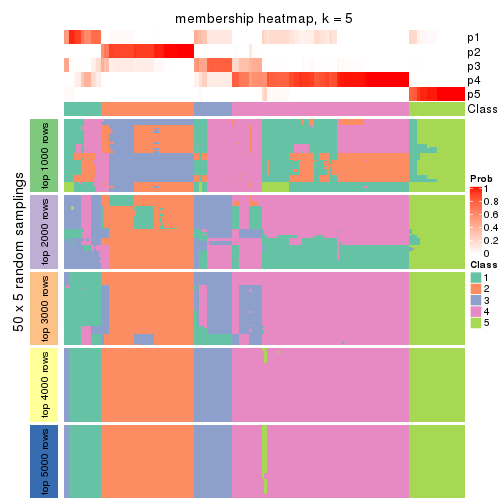 membership heatmap, k = 5
p1
p2
p3
p4
p5
Class
50 x 5 random samplings
top 1000 rows
top 2000 rows
top 3000 rows
top 4000 rows
top 5000 rows
Prob
1
0.8
0.6
0.4
0.2
0
Class
1
2
3
4
5